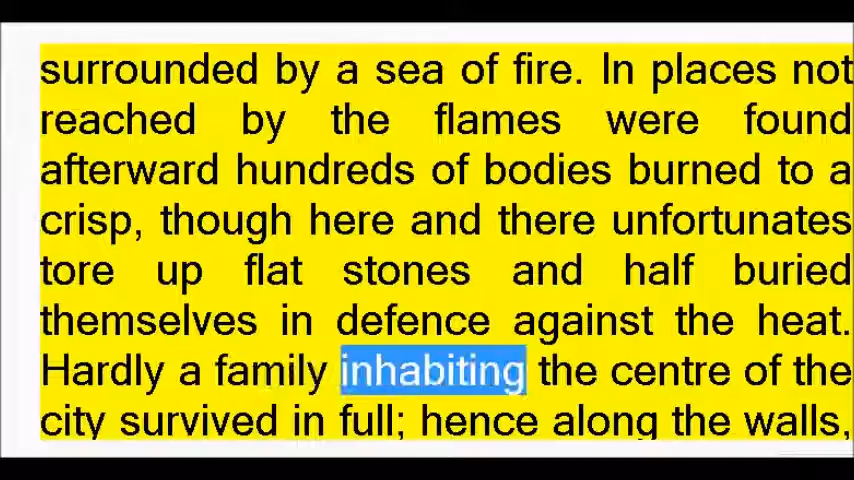 surrounded by a sea of fire. In places not
reached by the flames were found
afterward hundreds of bodies burned to a
crisp, though here and there unfortunates
tore up flat stones and half buried
themselves in defence against the heat.
Hardly a family inhabiting the centre of the
city survived in full; hence along the walls,